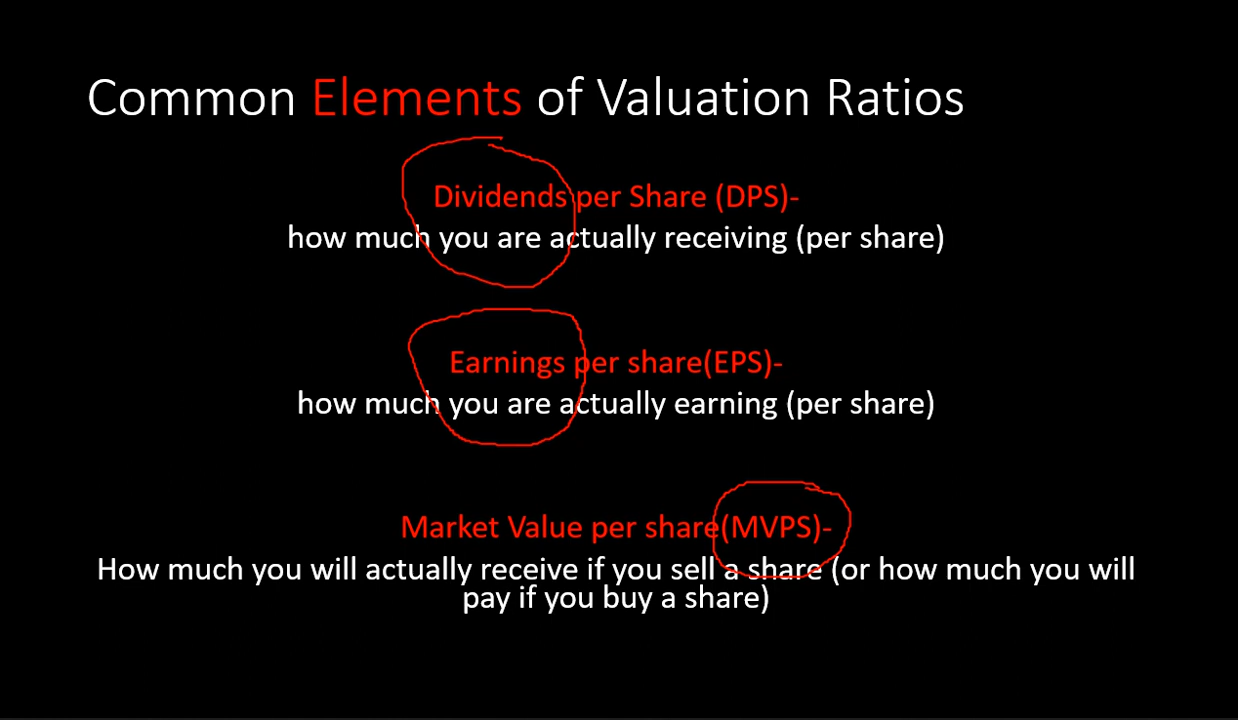 Common Elements of Valuation Ratios
Dividends per Share (DPS)-
how much you are actually receiving (per share)
Earnings per share(EPS)-
how much you are actually earning (per share)
Market Value per share(MVPS)-
How much you will actually receive if you sell a share (or how much you will
pay if you buy a share)